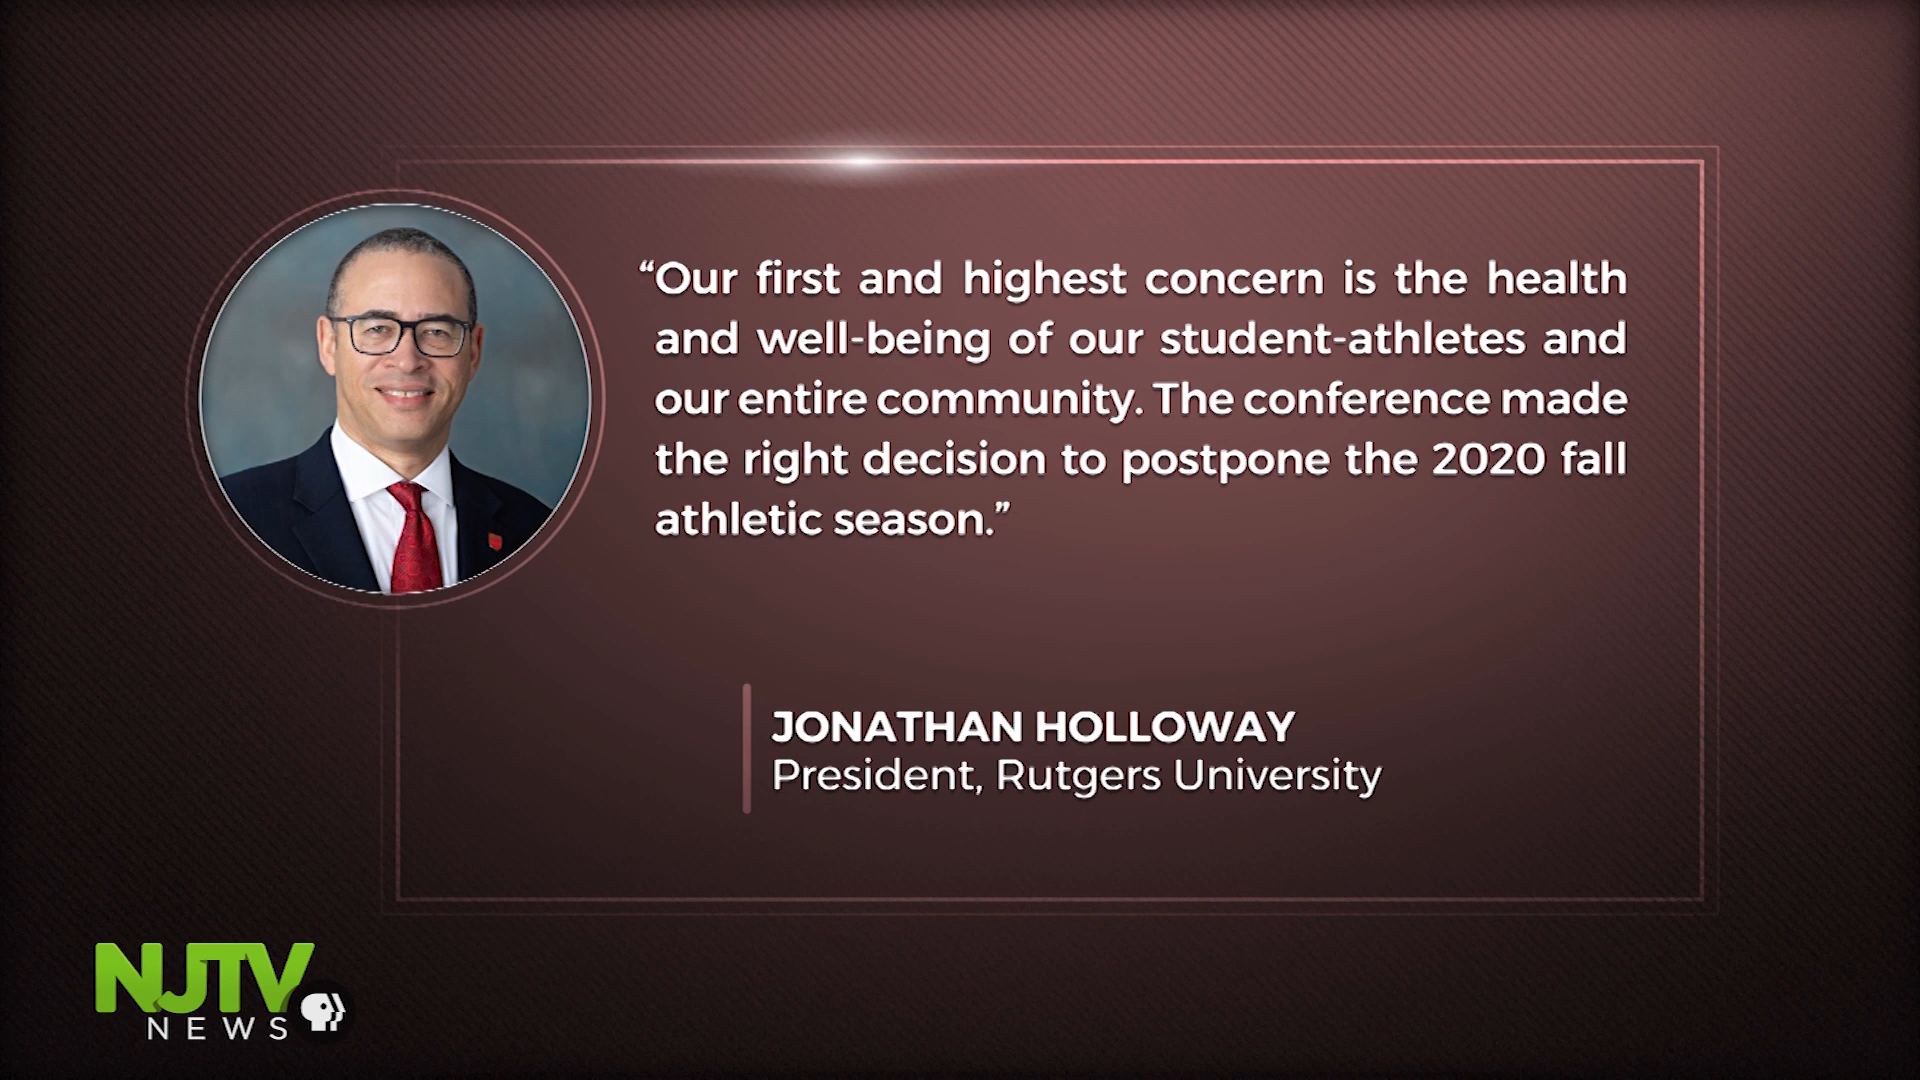 “Our first and highest concern is the health
and well-being of our student-athletes and
our entire community. The conference made
the right decision to postpone the 2020 fall
athletic season.”
JONATHAN HOLLOWAY
President, Rutgers University
NJTV
NEWS